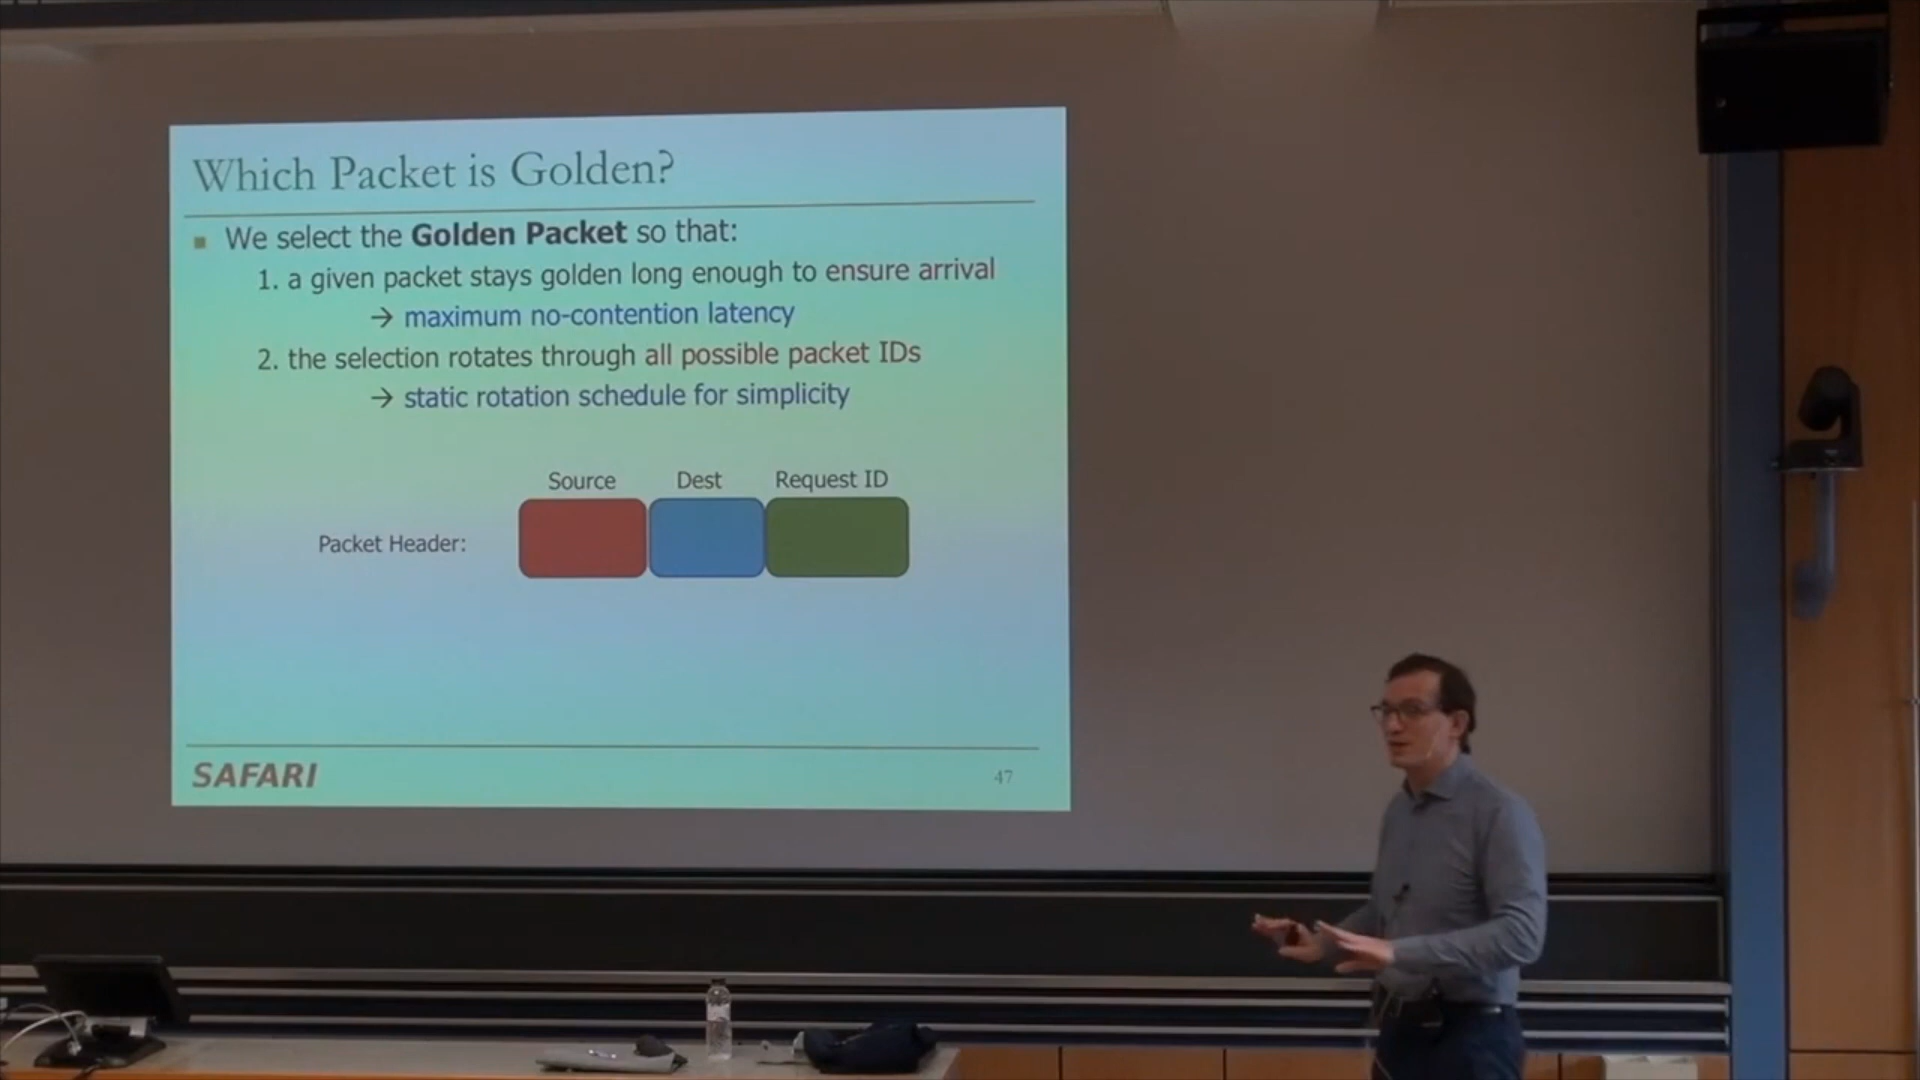 Which Packet is Golden?
▪ We select the Golden Packet so that:
1. a given packet stays golden long enough to ensure arrival
→ maximum no-contention latency
2. the selection rotates through all possible packet IDs
→ static rotation schedule for simplicity
Source Dest Request ID
Packet Header:
SAFARI 47